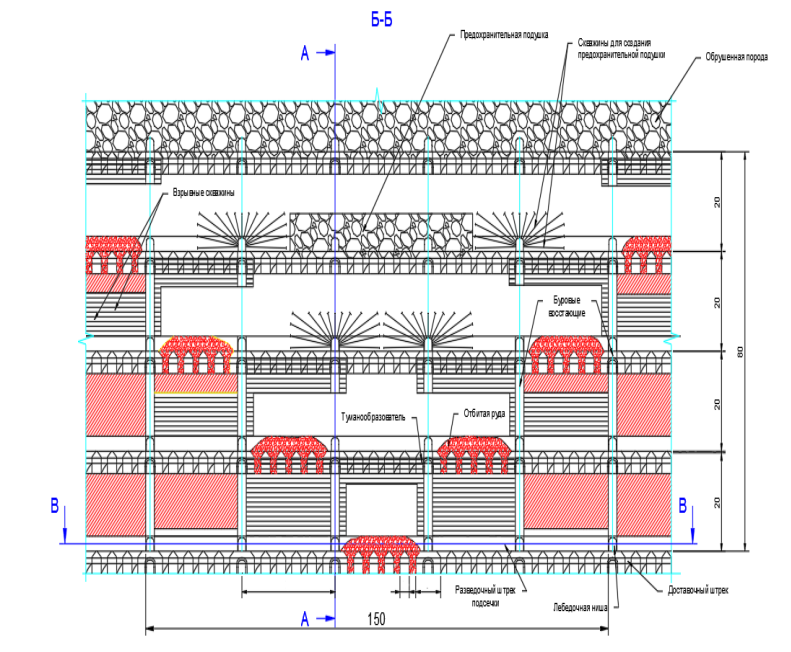 Б-Б
Предохранительная подушка
А
Скважины для создания
предохранительной подушки
Обрушенная порода
Взрывные скважины
20
20
Буровые
восстающие
80
20
Туманообразователь
Отбитая руда
20
В
В
Разведочный штрек
подсечки
Доставочный штрек
Лебедочная ниша
А
150